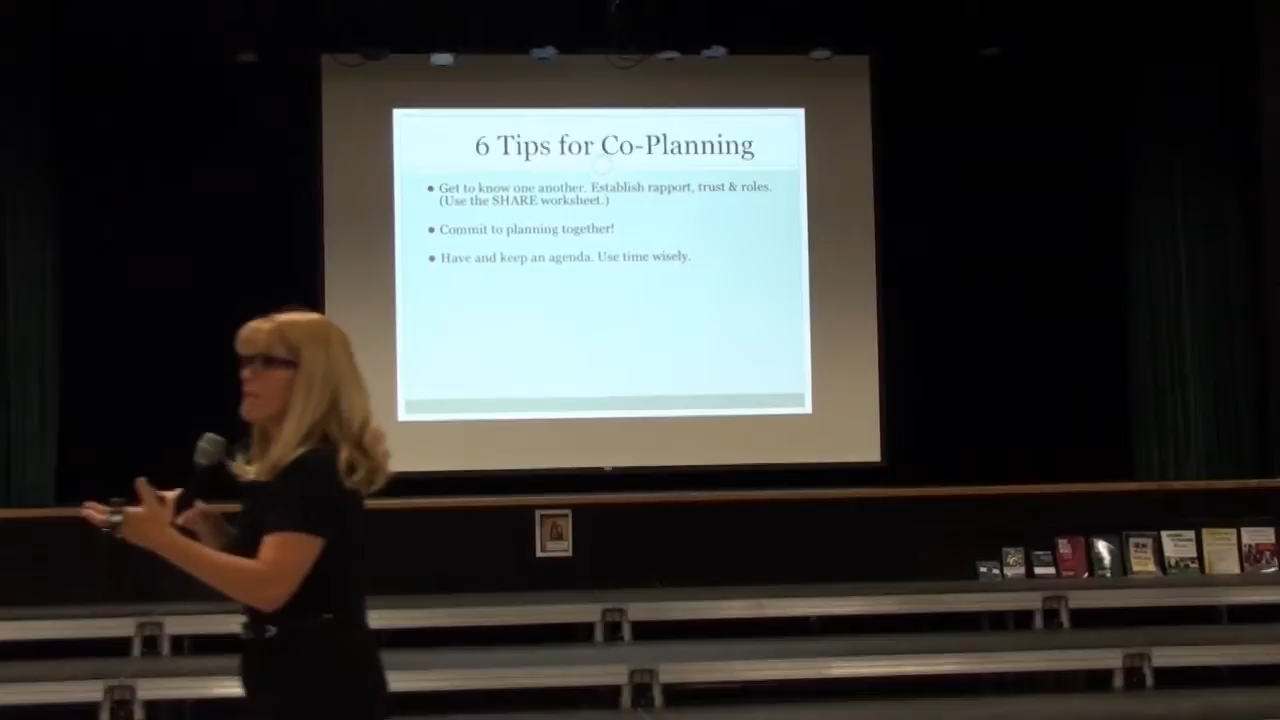 6 Tips for Co-Planning
• Get to know one another. Establish rapport, trust & roles.
(Use the SHARE worksheet.)
• Commit to planning together!
• Have and keep an agenda. Use time wisely.